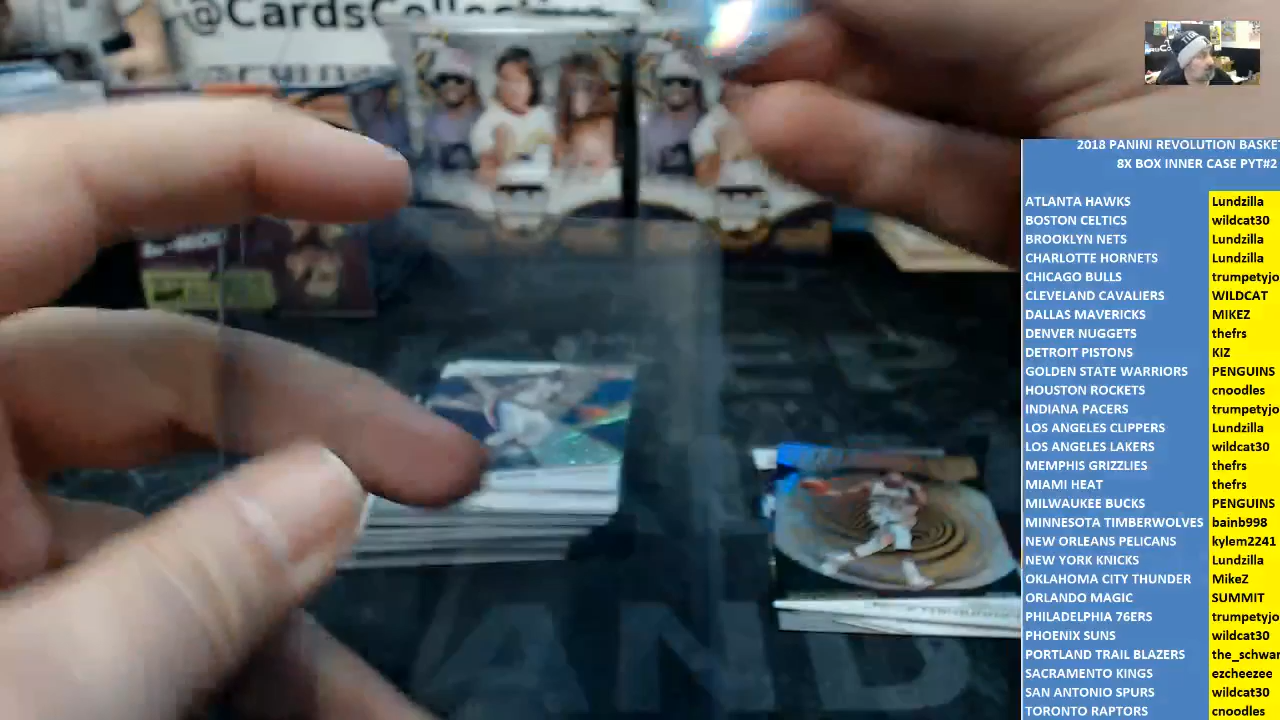 @CardsCollective
2018 PANINI REVOLUTION BASKE
8X BOX INNER CASE PYT#2
ATLANTA HAWKS Lundzilla
BOSTON CELTICS wildcat30
BROOKLYN NETS Lundzilla
CHARLOTTE HORNETS Lundzilla
CHICAGO BULLS trumpetyjo
CLEVELAND CAVALIERS WILDCAT
DALLAS MAVERICKS MIKEZ
DENVER NUGGETS thefrs
DETROIT PISTONS KIZ
GOLDEN STATE WARRIORS PENGUINS
HOUSTON ROCKETS cnoodles
INDIANA PACERS trumpetyjo
LOS ANGELES CLIPPERS Lundzilla
LOS ANGELES LAKERS wildcat30
MEMPHIS GRIZZLIES thefrs
MIAMI HEAT thefrs
MILWAUKEE BUCKS PENGUINS
MINNESOTA TIMBERWOLVES bainb998
NEW ORLEANS PELICANS kylem2241
NEW YORK KNICKS Lundzilla
OKLAHOMA CITY THUNDER MikeZ
ORLANDO MAGIC SUMMIT
PHILADELPHIA 76ERS trumpetyjo
PHOENIX SUNS wildcat30
PORTLAND TRAIL BLAZERS the_schwar
SACRAMENTO KINGS ezcheezee
SAN ANTONIO SPURS wildcat30
TORONTO RAPTORS cnoodles
AND